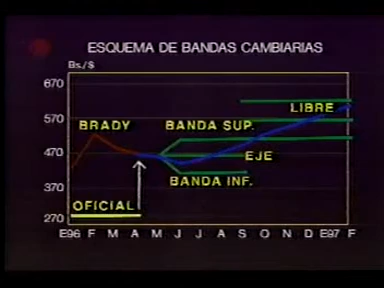 ESQUEMA DE BANDAS CAMBIARIAS
Bs./$
670
LIBRE
570
BRADY
BANDA SUP.
470
EJE
BANDA INF.
370
OFICIAL
270
E96 F M A M J J A S O N D E97 F